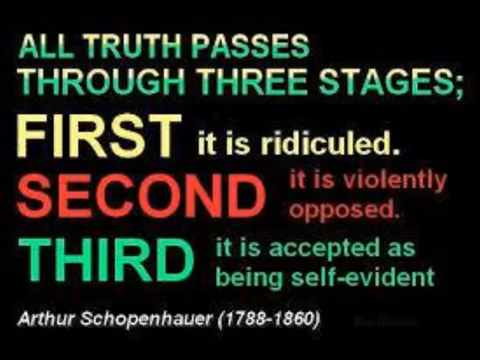 ALL TRUTH PASSES
THROUGH THREE STAGES;
FIRST it is ridiculed.
SECOND it is violently
opposed.
THIRD it is accepted as
being self-evident
Arthur Schopenhauer (1788-1860)